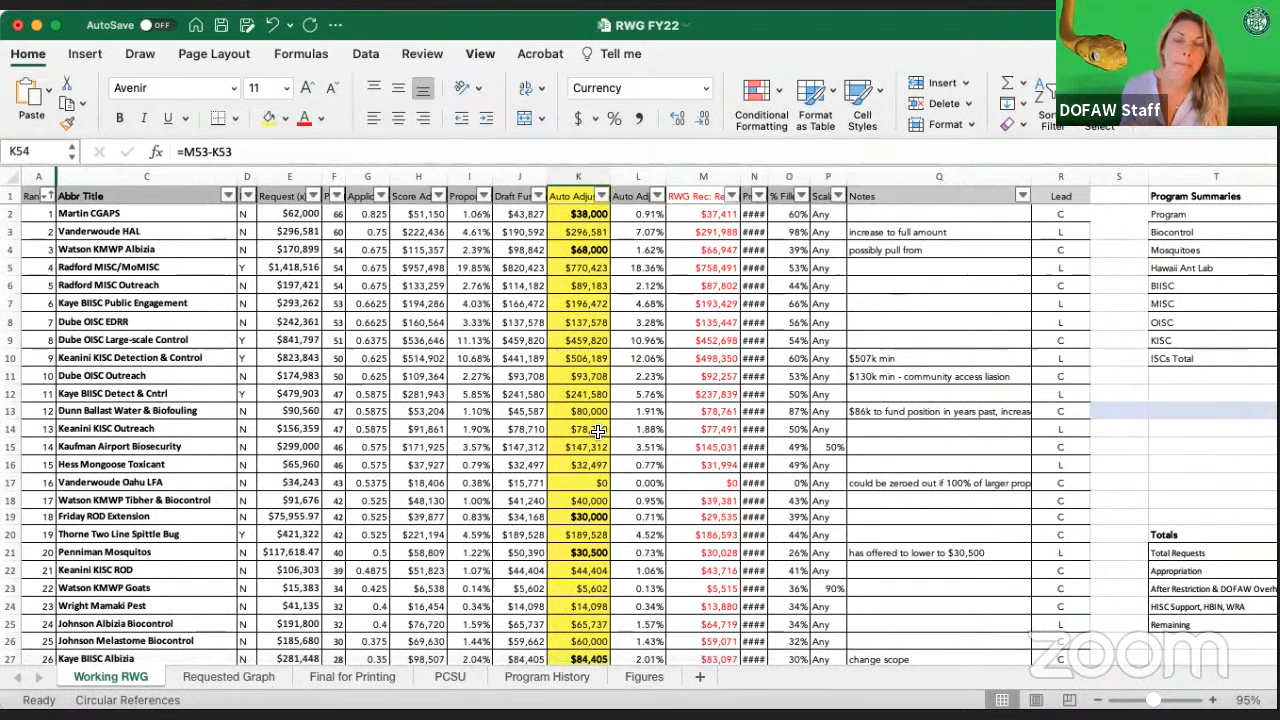 AutoSave OFF RWG FY22
Home Insert Draw Page Layout Formulas Data Review View Acrobat Tell me
Paste Avenir 11 Currency Conditional Formatting Format as Table Cell Styles Insert Delete Format Filter
DOFAW Staff
K54 =M53-K53
A C D E F G H I J K L M N O P Q R S T
1 Abbr Title Request Notes Lead Program Summaries
2 1 Martin CGAPS N $62,000 66 0.825 $51,150 1.06% $43,827 $38,000 0.91% $37,411 #### 60% Any C Program
3 2 Vanderwoude HAL N $296,581 60 0.75 $222,436 4.61% $190,592 $296,581 7.07% $291,988 #### 98% Any increase to full amount L Biocontrol
4 3 Watson KMWP Albizia N $170,899 54 0.675 $115,357 2.39% $98,842 $68,000 1.62% $66,947 #### 39% Any possibly pull from C Mosquitoes
5 4 Radford MISC/MoMISC Y $1,418,516 54 0.675 $957,498 19.85% $820,423 $770,423 18.36% $758,491 #### 53% Any L Hawaii Ant Lab
6 5 Radford MISC Outreach N $197,421 54 0.675 $133,259 2.76% $114,182 $89,183 2.12% $87,802 #### 44% Any C BIISC
7 6 Kaye BIISC Public Engagement N $293,262 53 0.6625 $194,286 4.03% $166,472 $196,472 4.68% $193,429 #### 66% Any L MISC
8 7 Dube OISC EDRR N $242,361 53 0.6625 $160,564 3.33% $137,578 $137,578 3.28% $135,447 #### 56% Any C OISC
9 8 Dube OISC Large-scale Control Y $841,797 51 0.6375 $536,646 11.13% $459,820 $459,820 10.96% $452,698 #### 54% Any C KISC
10 9 Keanini KISC Detection & Control Y $823,843 50 0.625 $514,902 10.68% $441,189 $506,189 12.06% $498,350 #### 60% Any $507k min L ISCs Total
11 10 Dube OISC Outreach N $174,983 50 0.625 $109,364 2.27% $93,708 $93,708 2.23% $92,257 #### 53% Any $130k min - community access liasion C
12 11 Kaye BIISC Detect & Cntrl Y $479,903 47 0.5875 $281,943 5.85% $241,580 $241,580 5.76% $237,839 #### 50% Any L
13 12 Dunn Ballast Water & Biofouling N $90,560 47 0.5875 $53,204 1.10% $45,587 $80,000 1.91% $78,761 #### 87% Any $86k to fund position in years past, increase C
14 13 Keanini KISC Outreach N $156,359 47 0.5875 $91,861 1.90% $78,710 1.88% $77,491 #### 50% Any L
15 14 Kaufman Airport Biosecurity N $299,000 46 0.575 $171,925 3.57% $147,312 $147,312 3.51% $145,031 #### 49% 50% C
16 15 Hess Mongoose Toxicant N $65,960 46 0.575 $37,927 0.79% $32,497 $32,497 0.77% $31,994 #### 49% Any L
17 16 Vanderwoude Oahu LFA N $34,243 43 0.5375 $18,406 0.38% $15,771 $0 0.00% $0 #### 0% Any could be zeroed out if 100% of larger prop C
18 17 Watson KMWP Tibher & Biocontrol N $91,676 42 0.525 $48,130 1.00% $41,240 $40,000 0.95% $39,381 #### 43% Any C
19 18 Friday ROD Extension N $75,955.97 42 0.525 $39,877 0.83% $34,168 $30,000 0.71% $29,535 #### 39% Any C
20 19 Thorne Two Line Spittle Bug Y $421,322 42 0.525 $221,194 4.59% $189,528 $189,528 4.52% $186,593 #### 44% Any C Totals
21 20 Penniman Mosquitos N $117,618.47 40 0.5 $58,809 1.22% $50,390 $30,500 0.73% $30,028 #### 26% Any has offered to lower to $30,500 L Total Requests
22 21 Keanini KISC ROD N $106,303 39 0.4875 $51,823 1.07% $44,404 $44,404 1.06% $43,716 #### 41% Any C Appropriation
23 22 Watson KMWP Goats N $15,383 34 0.425 $6,538 0.14% $5,602 $5,602 0.13% $5,515 #### 36% 90% C After Restriction & DOFAW Overh
24 23 Wright Mamaki Pest N $41,135 32 0.4 $16,454 0.34% $14,098 $14,098 0.34% $13,880 #### 34% Any C HISC Support, HBIN, WRA
25 24 Johnson Albizia Biocontrol N $191,800 32 0.4 $76,720 1.59% $65,737 $65,737 1.57% $64,719 #### 34% Any L Remaining
26 25 Johnson Melastome Biocontrol N $185,680 30 0.375 $69,630 1.44% $59,662 $60,000 1.43% $59,071 #### 32% Any
27 26 Kaye BIISC Albizia N $281,448 28 0.35 $98,507 2.04% $84,405 $84,405 2.01% $83,097 #### 30% Any change scope
zoom
Working RWG Requested Graph Final for Printing PCSU Program History Figures +
Ready Circular References 95%